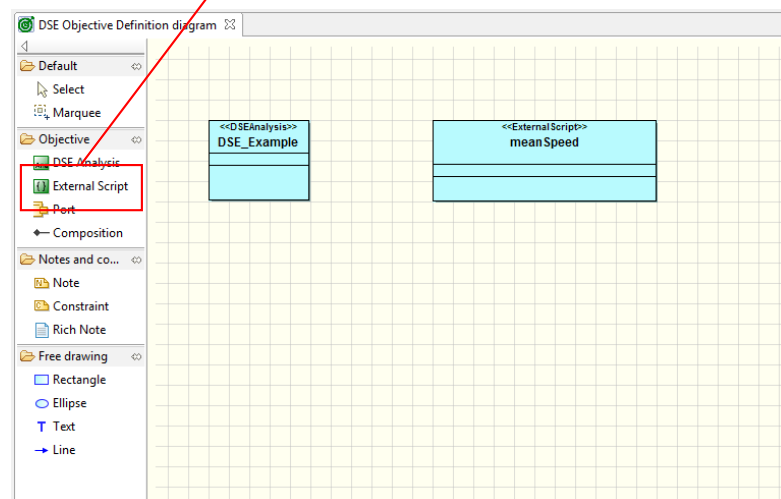 DSE Objective Definition diagram
Default
Select
Marquee
Objective
DSE Analysis
External Script
Port
Composition
Notes and co...
Note
Constraint
Rich Note
Free drawing
Rectangle
Ellipse
T Text
Line
<<DSEAnalysis>>
DSE_Example
<<ExternalScript>>
meanSpeed